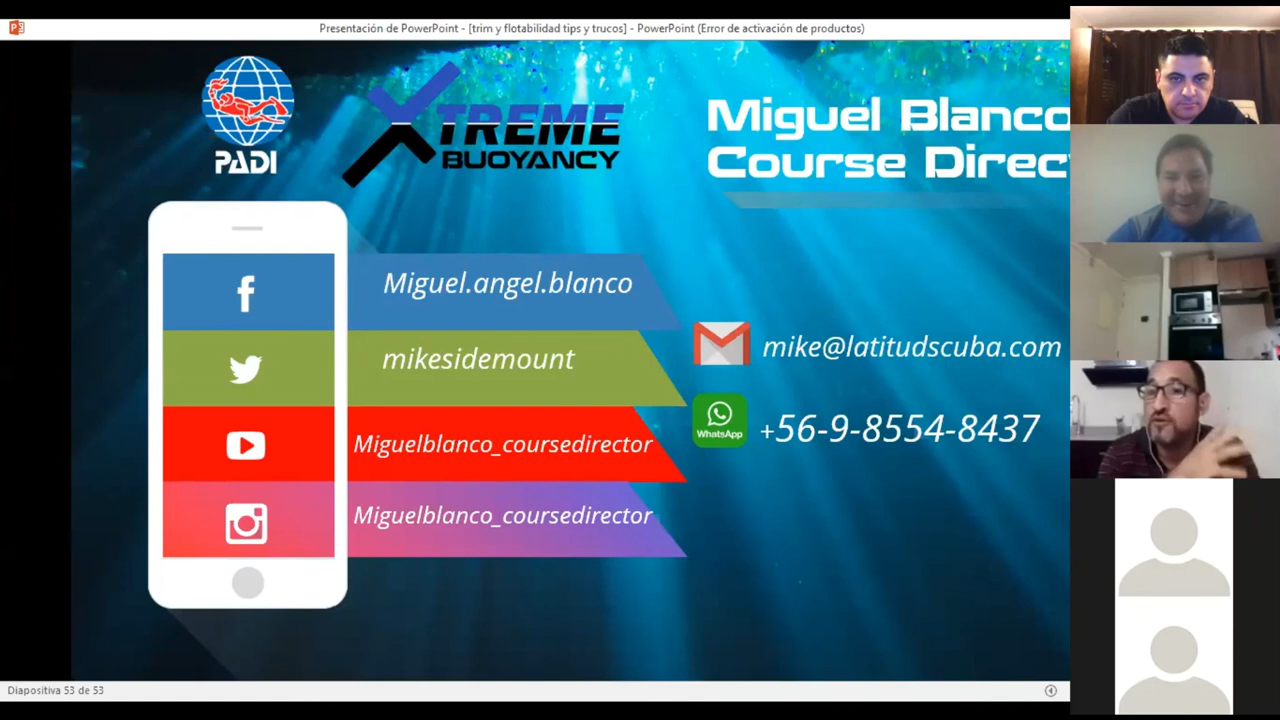 Presentación de PowerPoint - [trim y flotabilidad tips y trucos] - PowerPoint (Error de activación de productos)
PADI
XTREME
BUOYANCY
Miguel Blanco
Course Direc
Miguel.angel.blanco
mikesidemount
Miguelblanco_coursedirector
Miguelblanco_coursedirector
mike@latitudscuba.com
WhatsApp
+56-9-8554-8437
Diapositiva 53 de 53